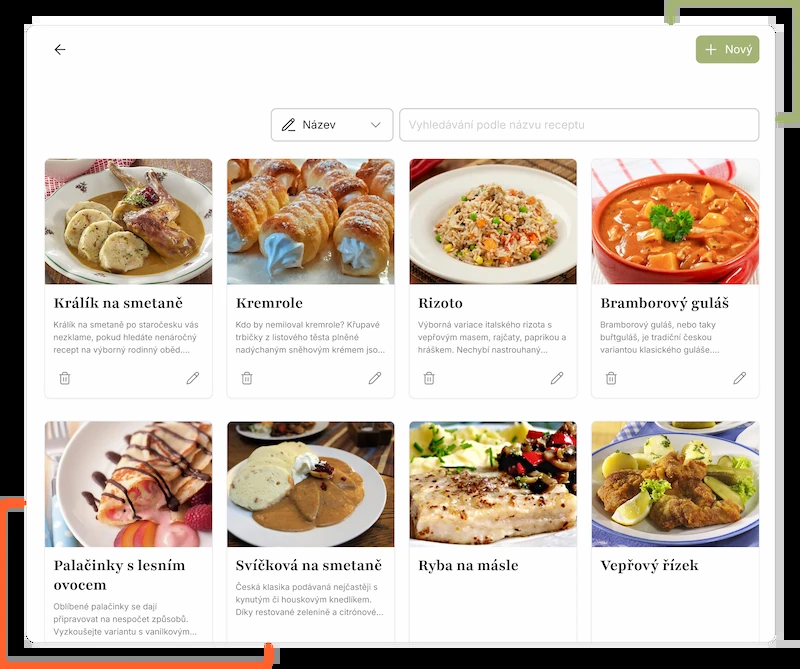 Nový
Název
Vyhledávání podle názvu receptu
Králík na smetaně
Králík na smetaně po staročesku vás
nezklame, pokud hledáte nenáročný
recept na výborný rodinný oběd....
Kremrole
Kdo by nemiloval kremrole? Křupavé
trbičky z listového těsta plněné
nadýchaným sněhovým krémem jso...
Rizoto
Výborná variace italského rizota s
vepřovým masem, rajčaty, paprikou a
hráškem. Nechybí nastrouhaný...
Bramborový guláš
Bramborový guláš, nebo taky
buřtguláš, je tradiční českou
variantou klasického guláše....
Palačinky s lesním
ovocem
Oblíbené palačinky se dají
připravovat na nespočet způsobů.
Vyzkoušejte variantu s vanilkovým...
Svíčková na smetaně
Česká klasika podávaná nejčastěji s
kynutým či houskovým knedlíkem.
Díky restované zelenině a citrónové...
Ryba na másle
Vepřový řízek